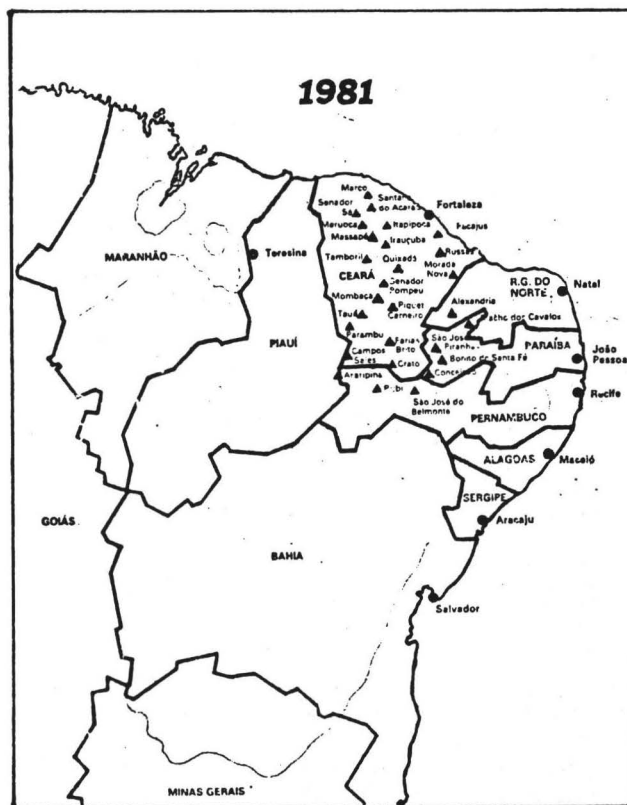 1981
Marco
Santana
do Acaraú
Senador
Sá
Fortaleza
Meruoca
Itapipoca
Pacajus
Massapê
Irauçuba
Russas
MARANHÃO
Teresina
Tamboril
Quixadá
Morada
Nova
CEARÁ
Senador
Pompeu
R.G. DO
NORTE
Natal
Mombaça
Piquet
Carneiro
Alexandria
Tauá
dos Cavalos
Parambu
Farias
Brito
São José
PIAUÍ
PARAÍBA
João
Pessoa
Campos
Sales
Bonito de Santa Fé
Crato
Araripina
São José do
Belmonte
PERNAMBUCO
Recife
ALAGOAS
Maceió
SERGIPE
Aracaju
GOIÁS
BAHIA
Salvador
MINAS GERAIS